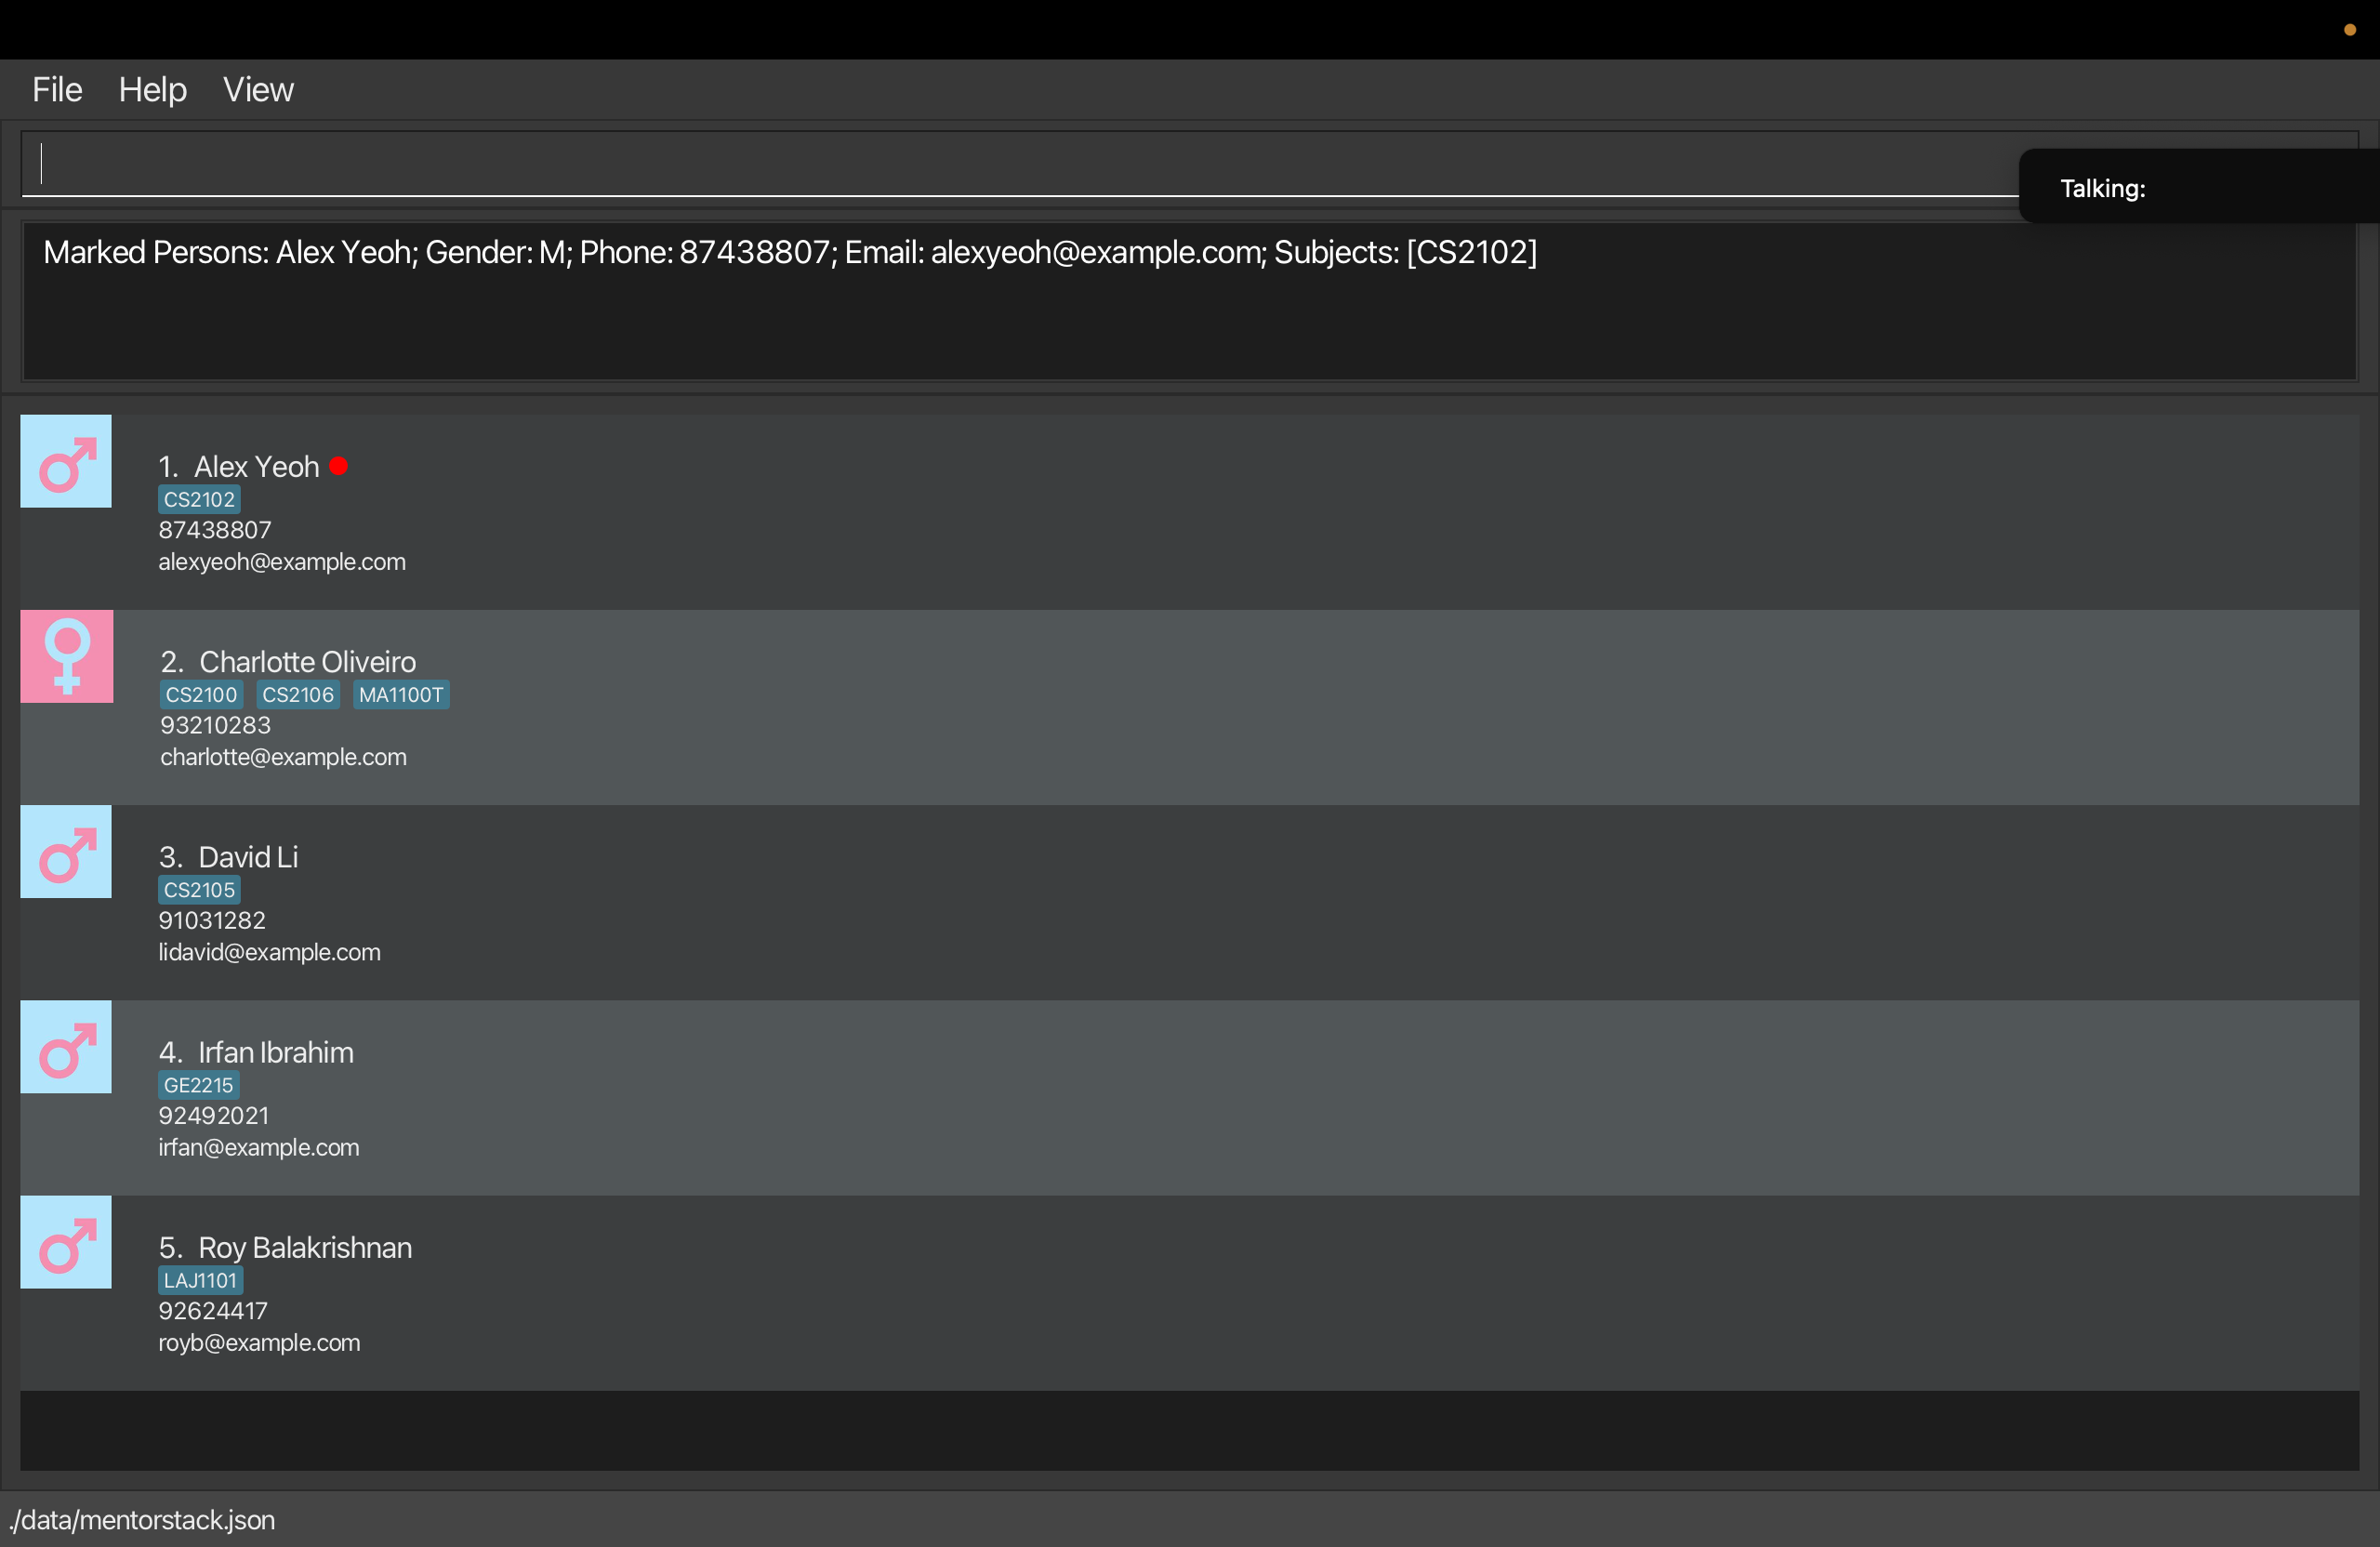 File Help View
Talking:
Marked Persons: Alex Yeoh; Gender: M; Phone: 87438807; Email: alexyeoh@example.com; Subjects: [CS2102]
1. Alex Yeoh
CS2102
87438807
alexyeoh@example.com
2. Charlotte Oliveiro
CS2100 CS2106 MA1100T
93210283
charlotte@example.com
3. David Li
CS2105
91031282
lidavid@example.com
4. Irfan Ibrahim
GE2215
92492021
irfan@example.com
5. Roy Balakrishnan
LAJ1101
92624417
royb@example.com
./data/mentorstack.json